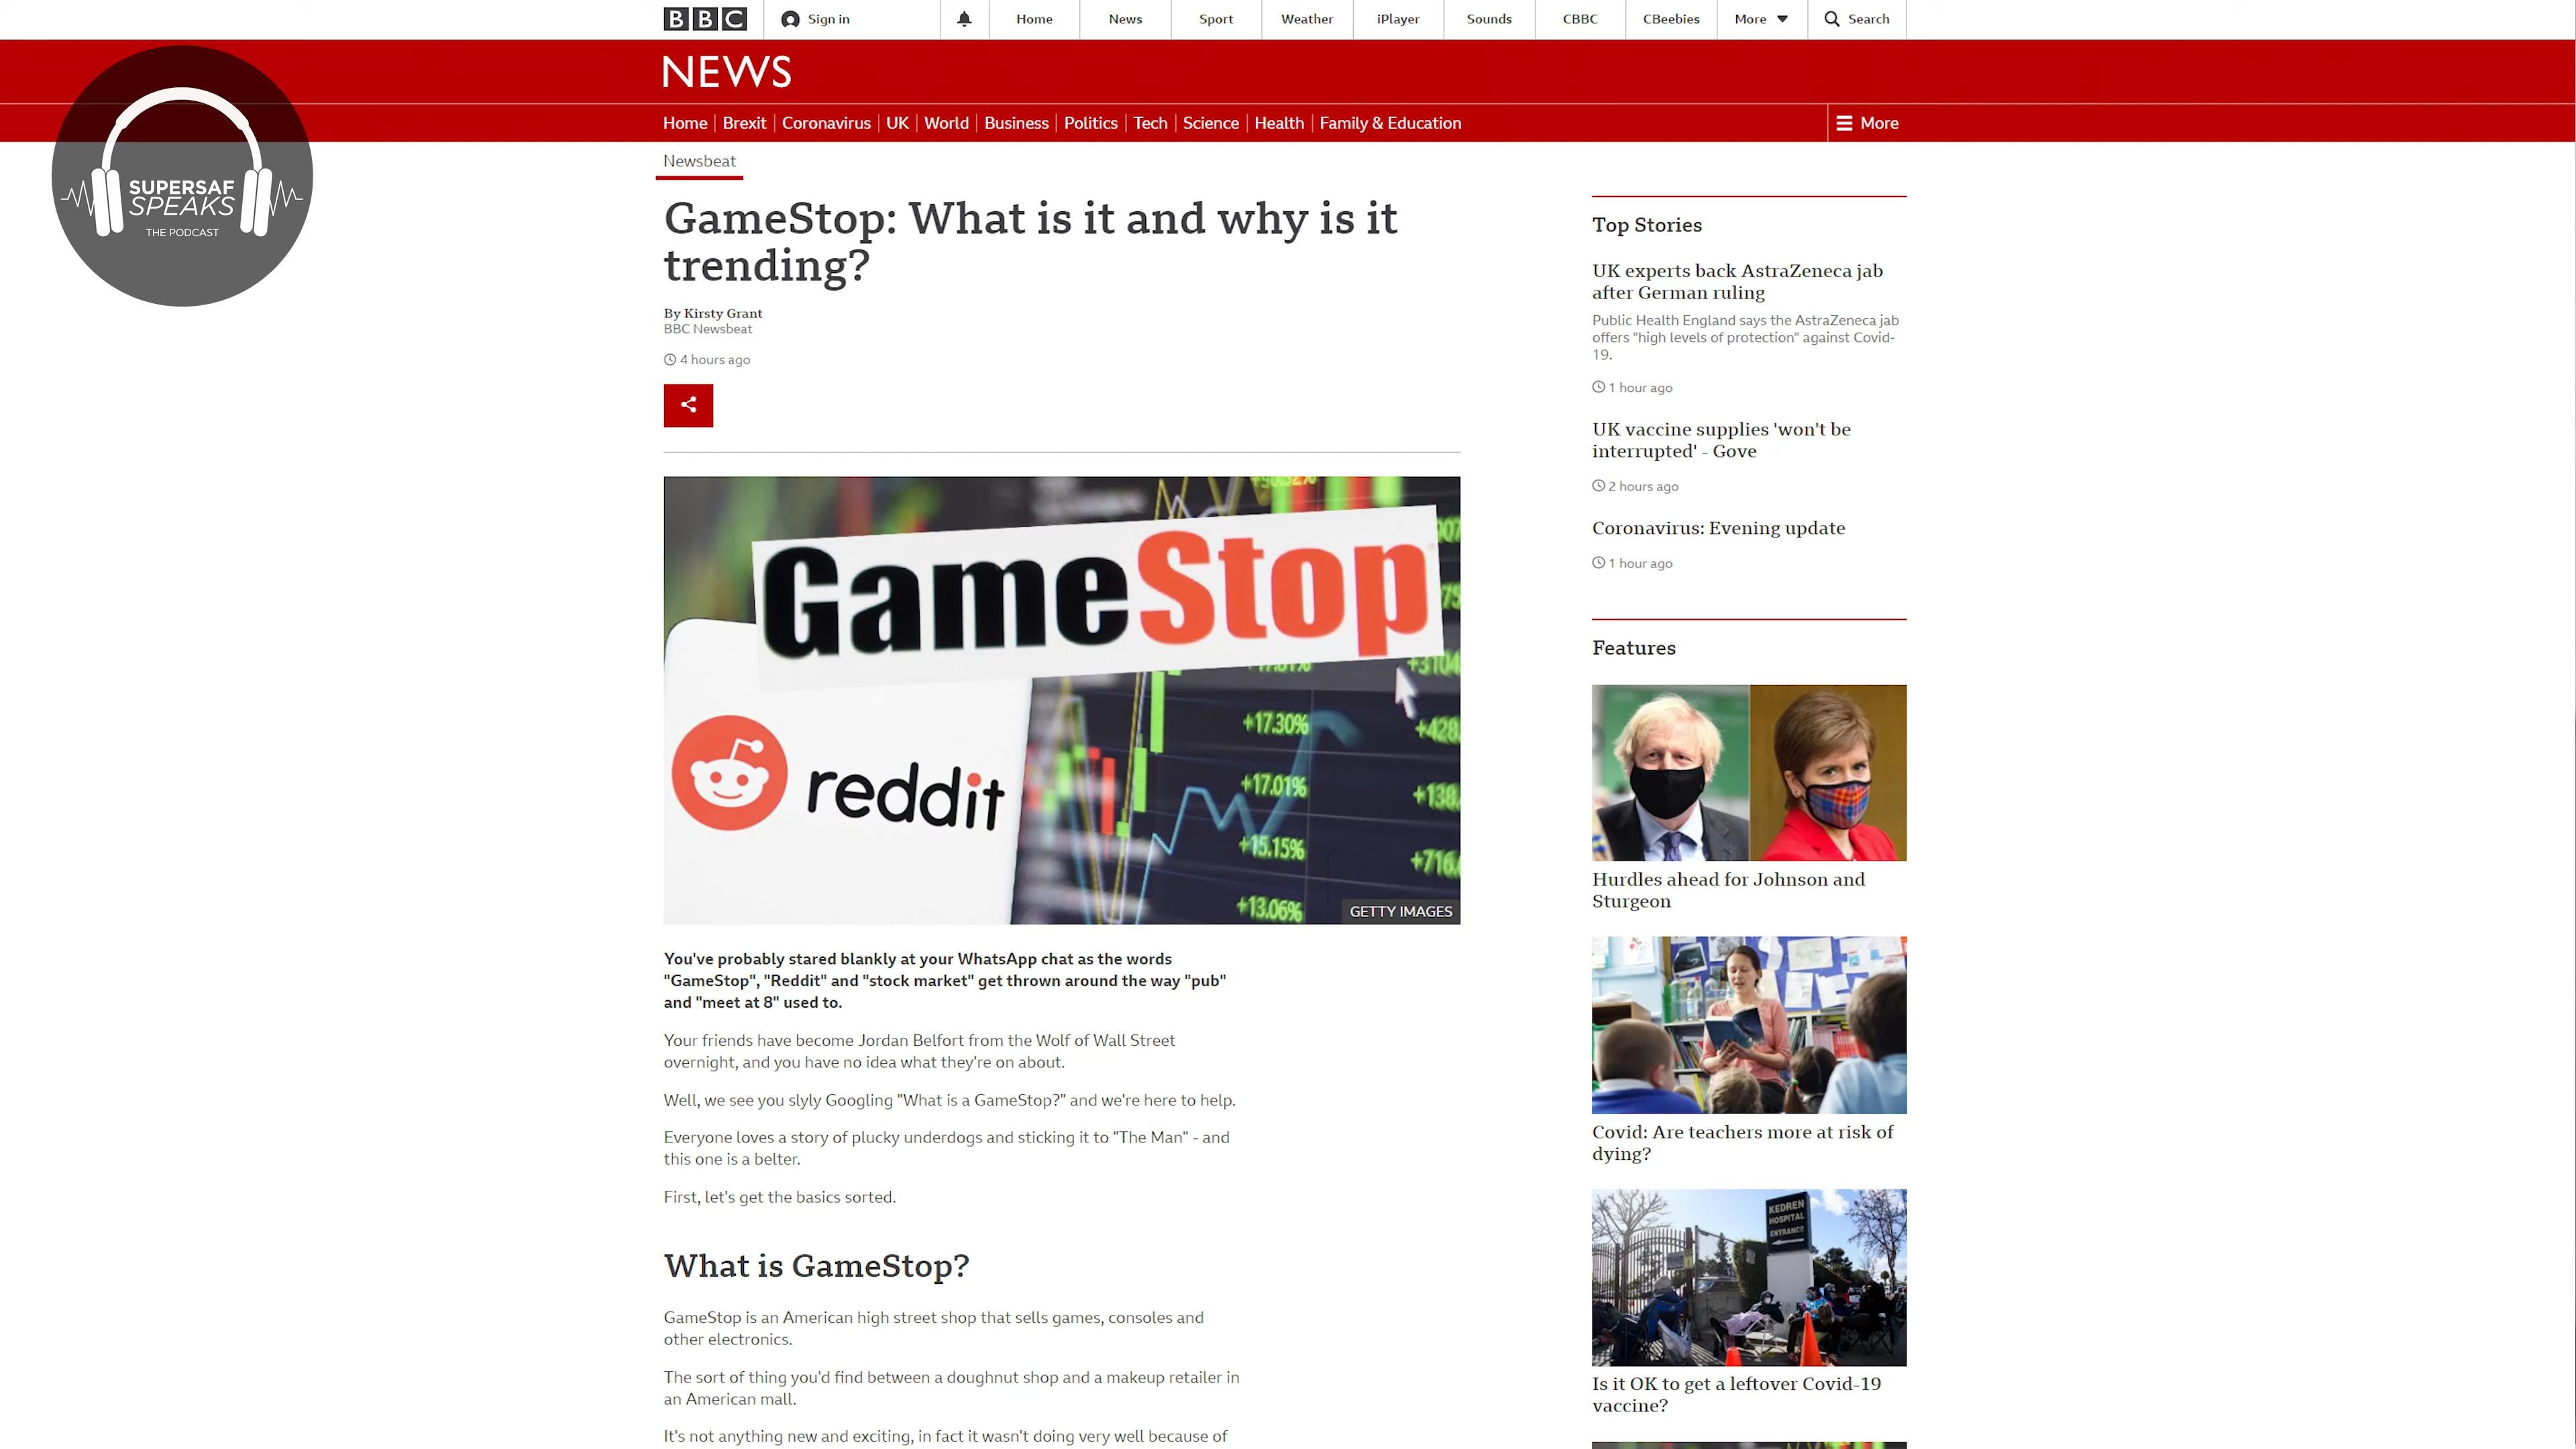 BBC
Sign in
Home
News
Sport
Weather
iPlayer
Sounds
CBBC
CBeebies
More
Search
NEWS
Home
Brexit
Coronavirus
UK
World
Business
Politics
Tech
Science
Health
Family & Education
More
SUPERSAF
SPEAKS
THE PODCAST
Newsbeat
GameStop: What is it and why is it
trending?
By Kirsty Grant
BBC Newsbeat
4 hours ago
GameStop
reddit
+17.30%
+17.01%
+15.15%
+13.06%
GETTY IMAGES
You've probably stared blankly at your WhatsApp chat as the words
"GameStop", "Reddit" and "stock market" get thrown around the way "pub"
and "meet at 8" used to.
Your friends have become Jordan Belfort from the Wolf of Wall Street
overnight, and you have no idea what they're on about.
Well, we see you slyly Googling "What is a GameStop?" and we're here to help.
Everyone loves a story of plucky underdogs and sticking it to "The Man" - and
this one is a belter.
First, let's get the basics sorted.
What is GameStop?
GameStop is an American high street shop that sells games, consoles and
other electronics.
The sort of thing you'd find between a doughnut shop and a makeup retailer in
an American mall.
It's not anything new and exciting, in fact it wasn't doing very well because of
Top Stories
UK experts back AstraZeneca jab
after German ruling
Public Health England says the AstraZeneca jab
offers "high levels of protection" against Covid-
19.
1 hour ago
UK vaccine supplies 'won't be
interrupted' - Gove
2 hours ago
Coronavirus: Evening update
1 hour ago
Features
Hurdles ahead for Johnson and
Sturgeon
Covid: Are teachers more at risk of
dying?
KEDREN
HOSPITAL
ENTRANCE
Is it OK to get a leftover Covid-19
vaccine?